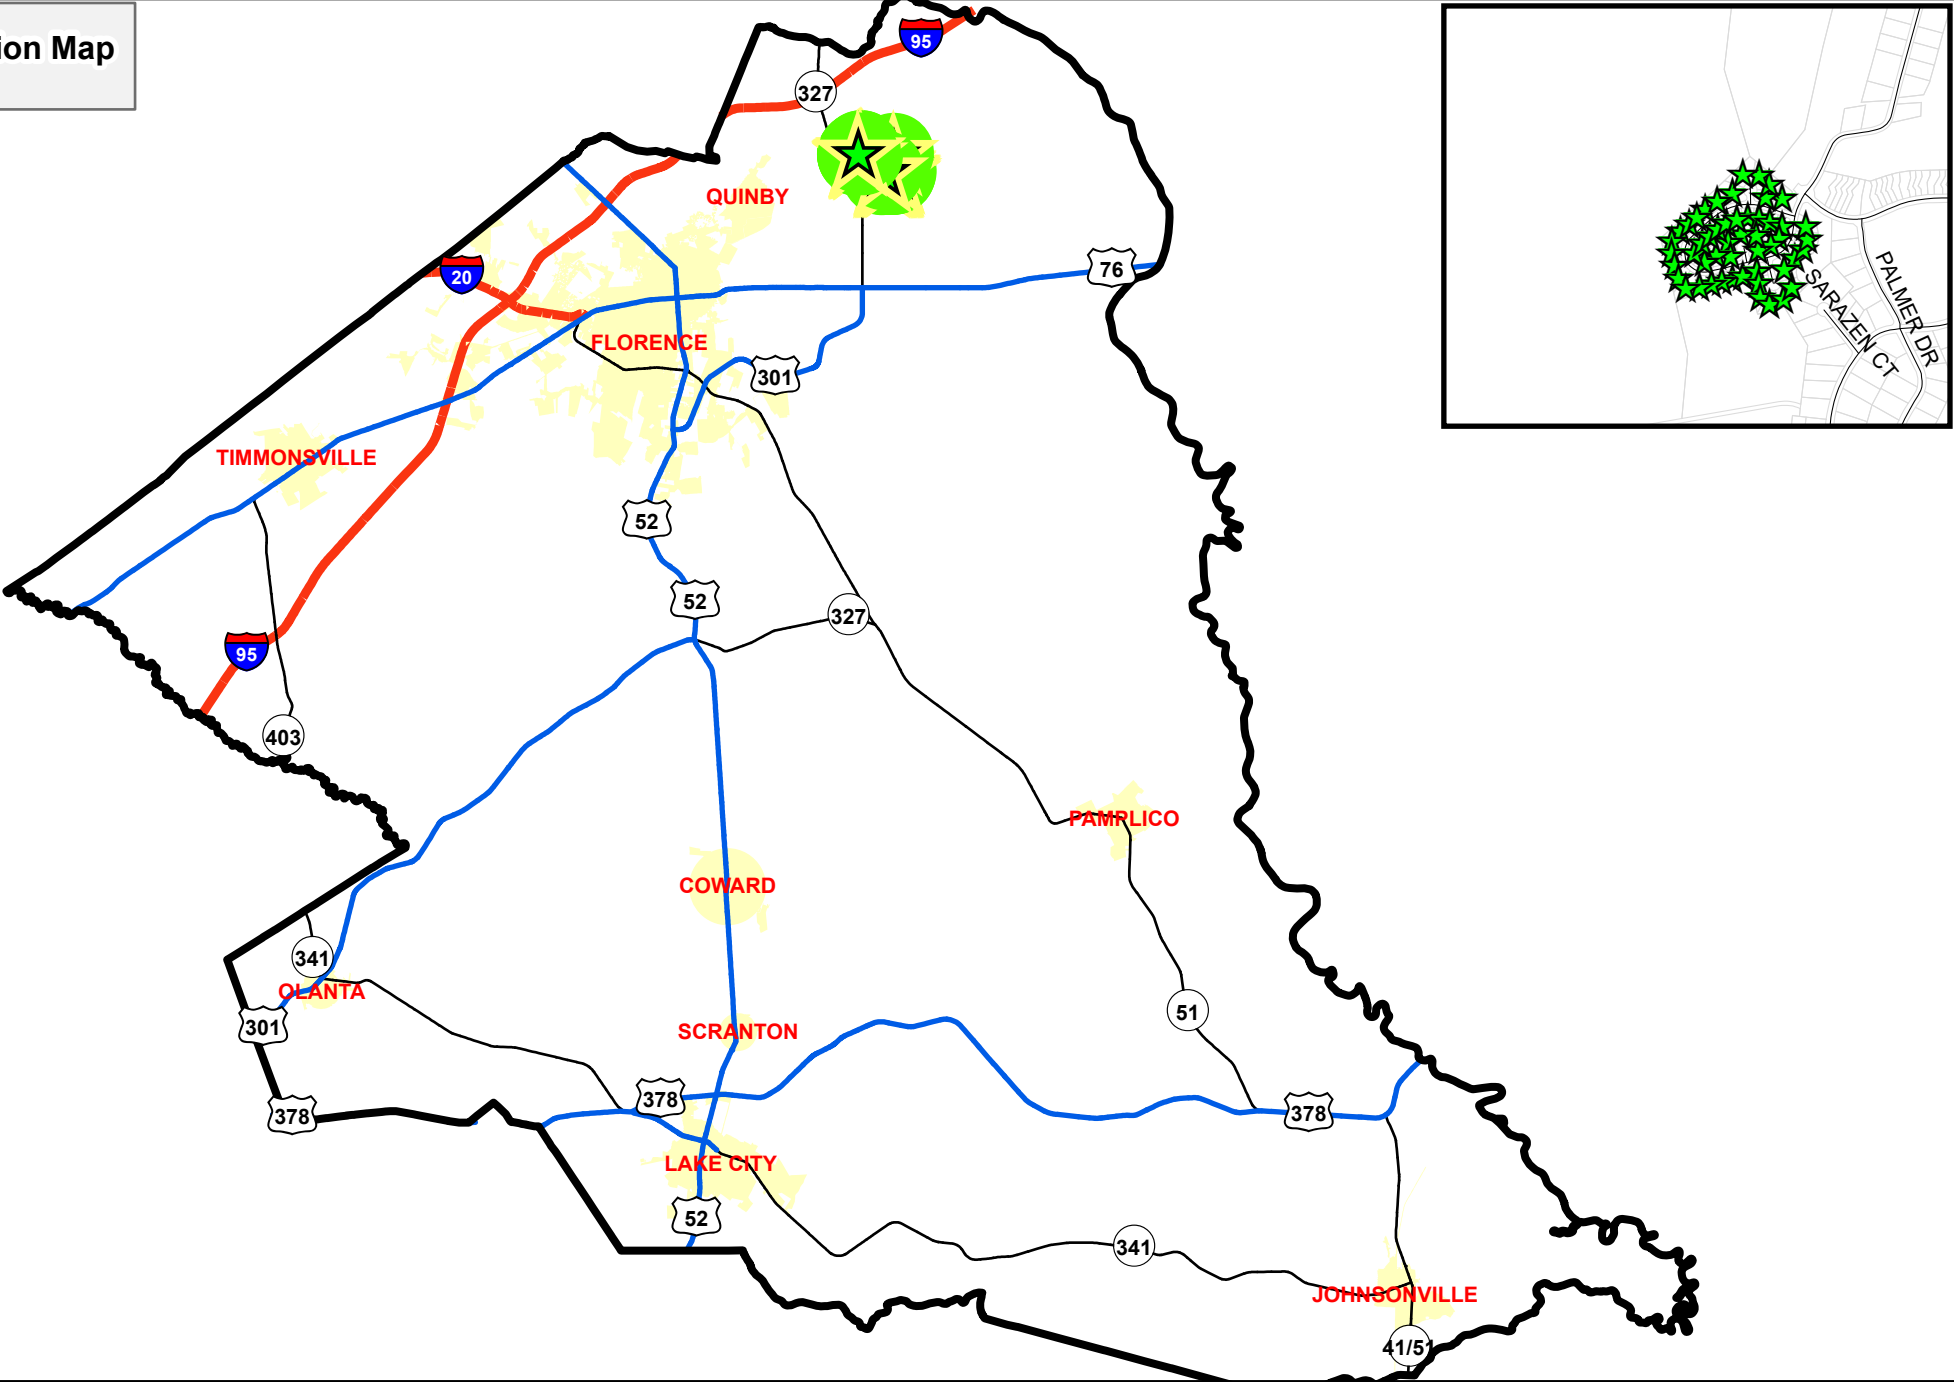 ion Map
95
327
QUINBY
76
20
FLORENCE
301
TIMMONSVILLE
52
52
327
95
403
PAMPLICO
COWARD
341
OLANTA
301
51
SCRANTON
378
378
378
LAKE CITY
52
341
JOHNSONVILLE
41/51
PALMER DR
SARAZEN CT